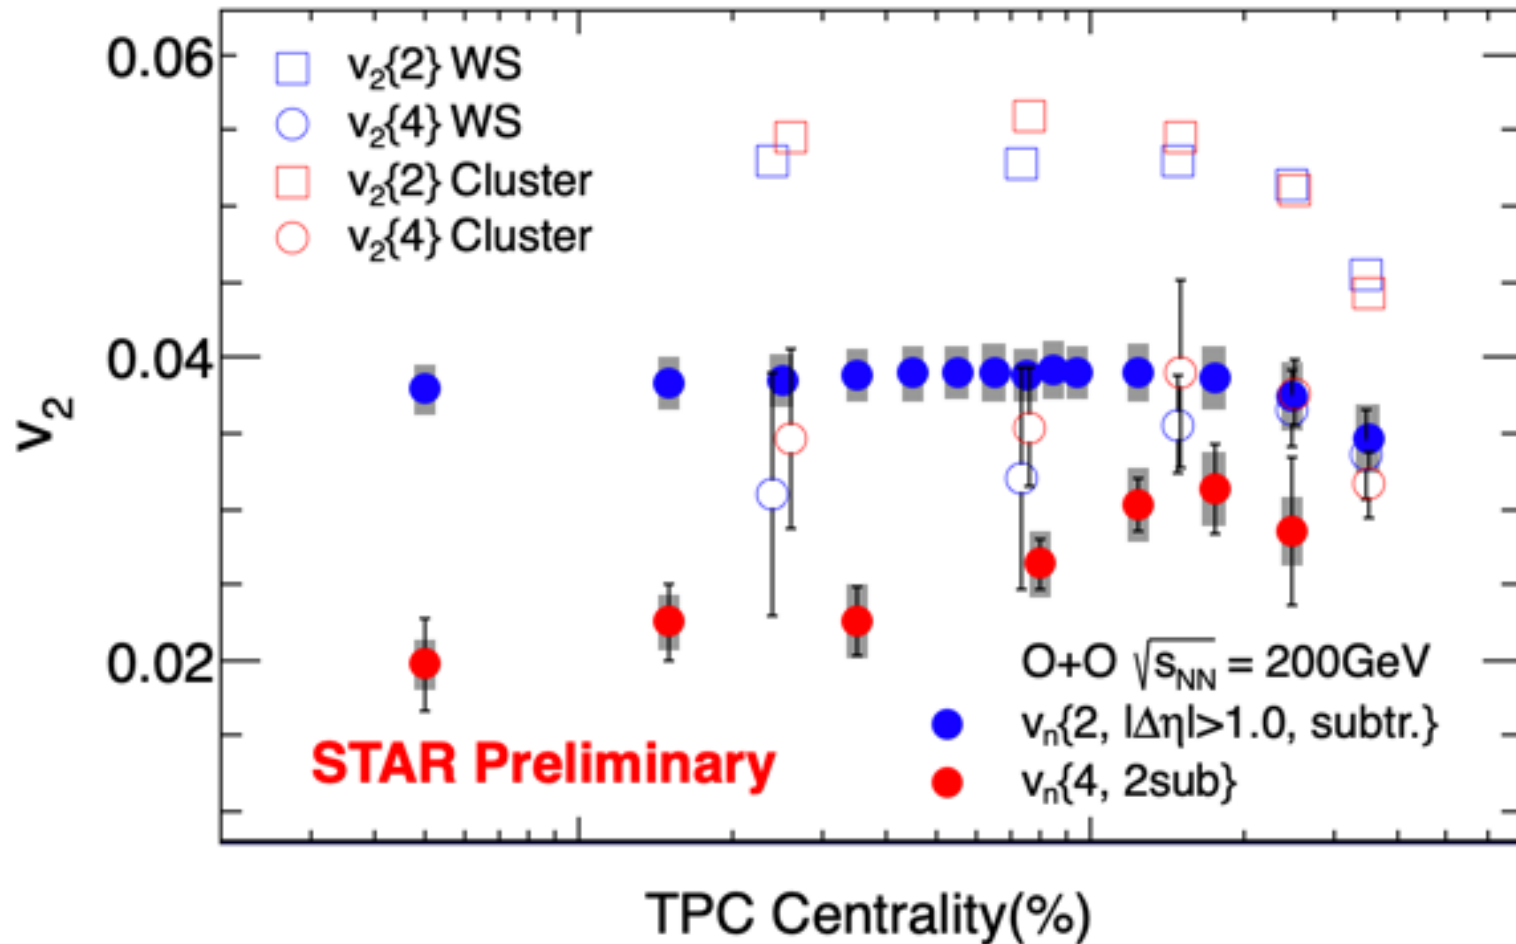 0.06
v₂{2} WS
v₂{4} WS
v₂{2} Cluster
v₂{4} Cluster
0.04
v₂
0.02
O+O √sNN = 200GeV
vₙ{2, |Δη|>1.0, subtr.}
STAR Preliminary
vₙ{4, 2sub}
TPC Centrality(%)